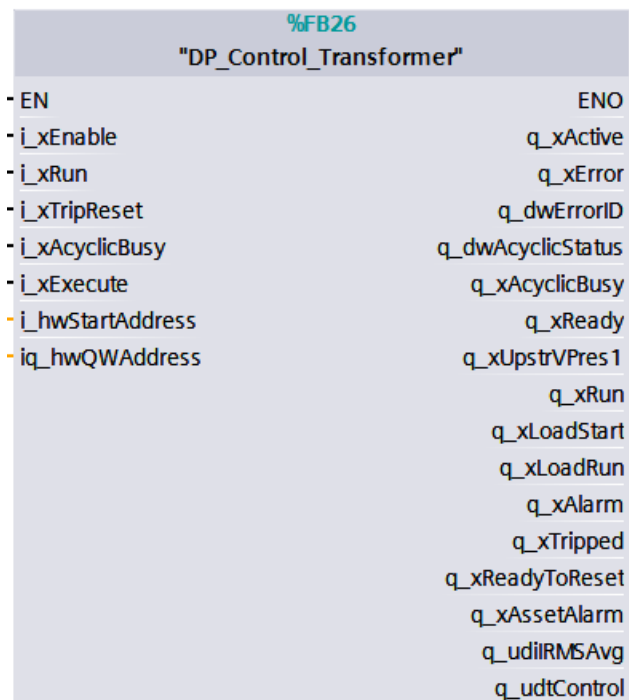 %FB26
"DP_Control_Transformer"
EN ENO
i_xEnable q_xActive
i_xRun q_xError
i_xTripReset q_dwErrorID
i_xAcyclicBusy q_dwAcyclicStatus
i_xExecute q_xAcyclicBusy
i_hwStartAddress q_xReady
iq_hwQWAddress q_xUpstrVPres1
q_xRun
q_xLoadStart
q_xLoadRun
q_xAlarm
q_xTripped
q_xReadyToReset
q_xAssetAlarm
q_udiIRMSAvg
q_udtControl